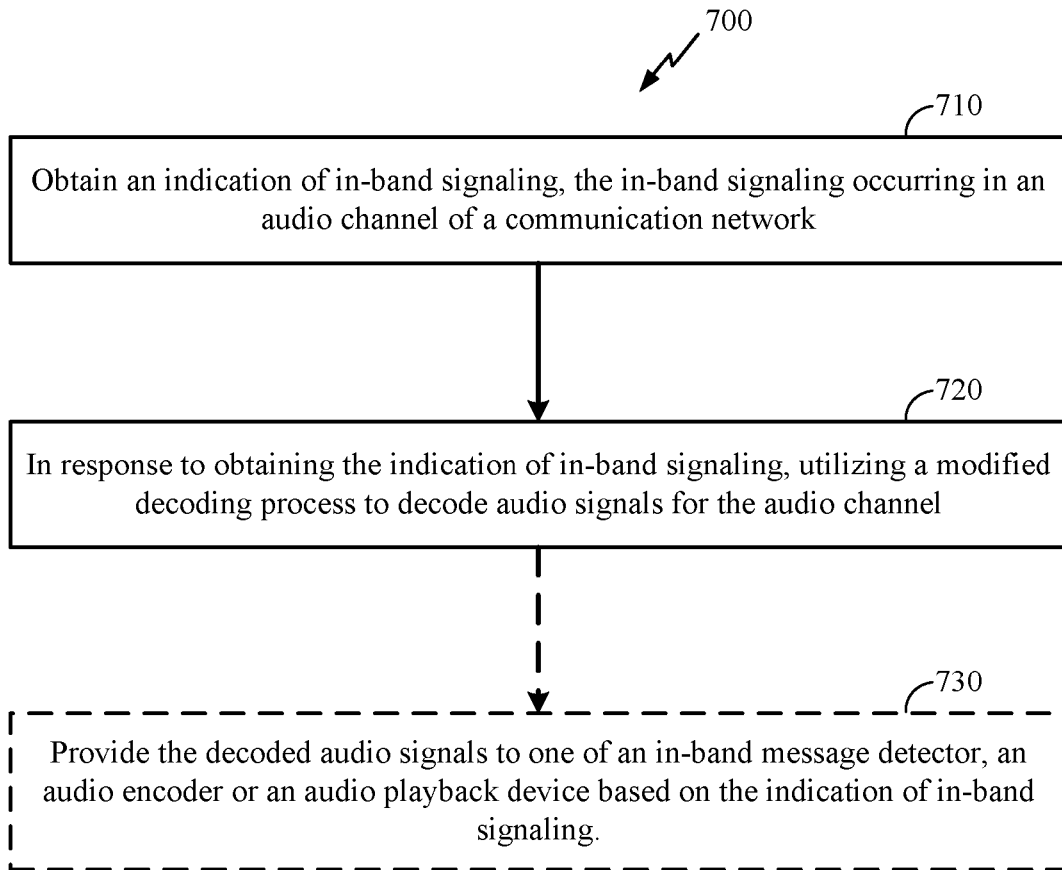 700
710
Obtain an indication of in-band signaling, the in-band signaling occurring in an
audio channel of a communication network
720
In response to obtaining the indication of in-band signaling, utilizing a modified
decoding process to decode audio signals for the audio channel
730
Provide the decoded audio signals to one of an in-band message detector, an
audio encoder or an audio playback device based on the indication of in-band
signaling.